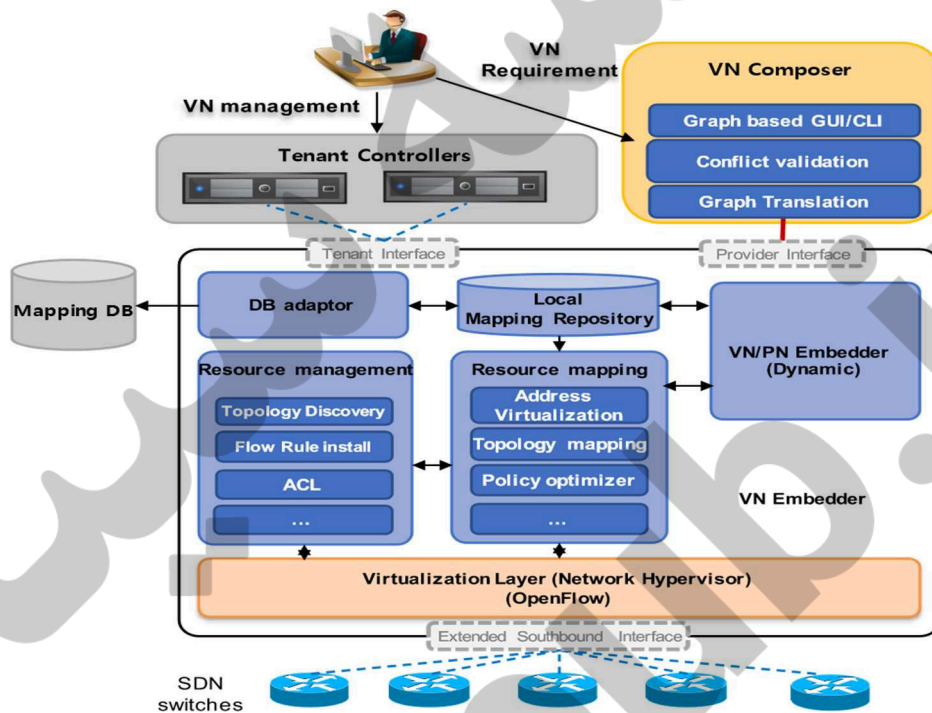 VN
Requirement
VN management
VN Composer
Graph based GUI/CLI
Conflict validation
Graph Translation
Tenant Controllers
Tenant Interface
Provider Interface
Mapping DB
DB adaptor
Local
Mapping Repository
VN/PN Embedder
(Dynamic)
Resource management
Topology Discovery
Flow Rule install
ACL
...
Resource mapping
Address
Virtualization
Topology mapping
Policy optimizer
...
VN Embedder
Virtualization Layer (Network Hypervisor)
(OpenFlow)
Extended Southbound Interface
SDN
switches